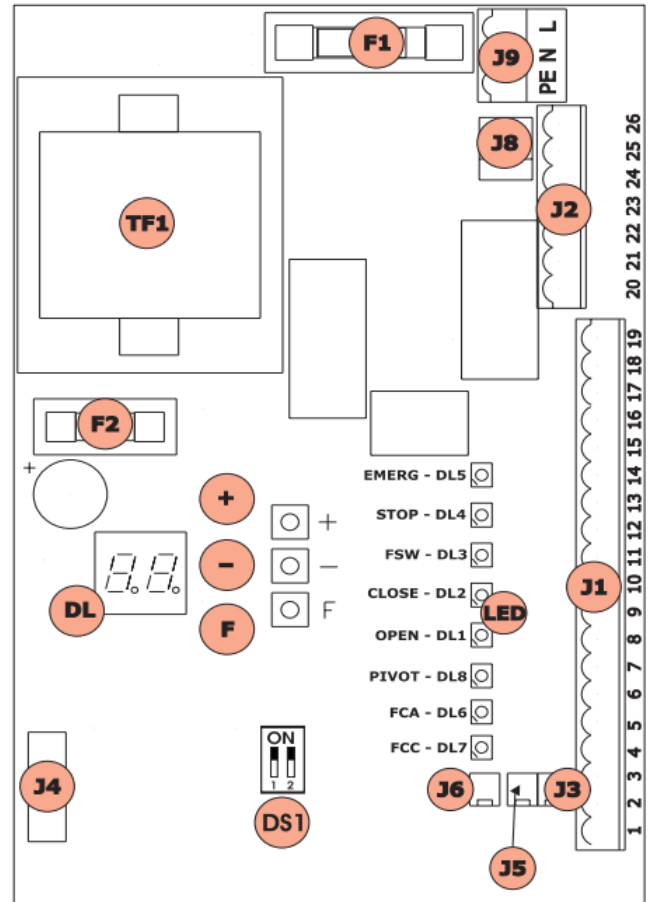 F1
J9
PE N L
J8
J2
20 21 22 23 24 25 26
TF1
F2
+
1 2 3 4 5 6 7 8 9 10 11 12 13 14 15 16 17 18 19
J1
EMERG - DL5
STOP - DL4
FSW - DL3
CLOSE - DL2
OPEN - DL1
PIVOT - DL8
FCA - DL6
FCC - DL7
LED
+
+
-
-
F
F
8.8.
DL
ON
1 2
DS1
J4
J6
J3
J5